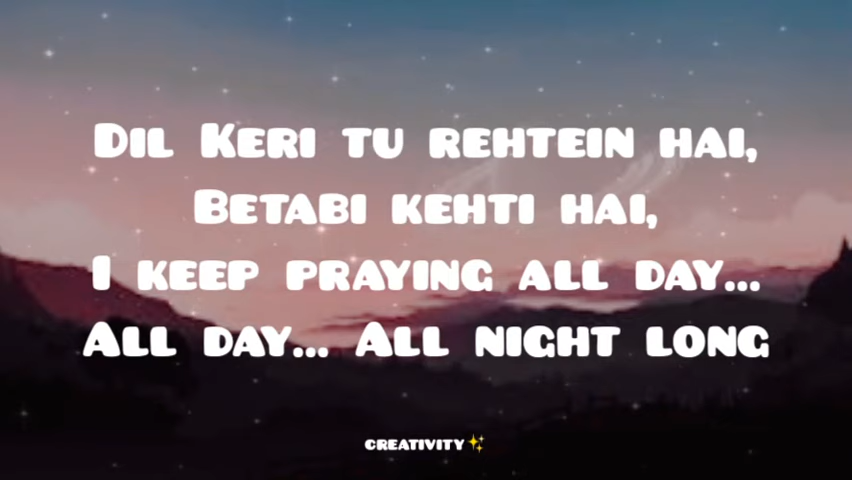 Dil Keri tu rehtein hai,
Betabi kehti hai,
I keep praying all day...
All day... All night long
CREATIVITY✨